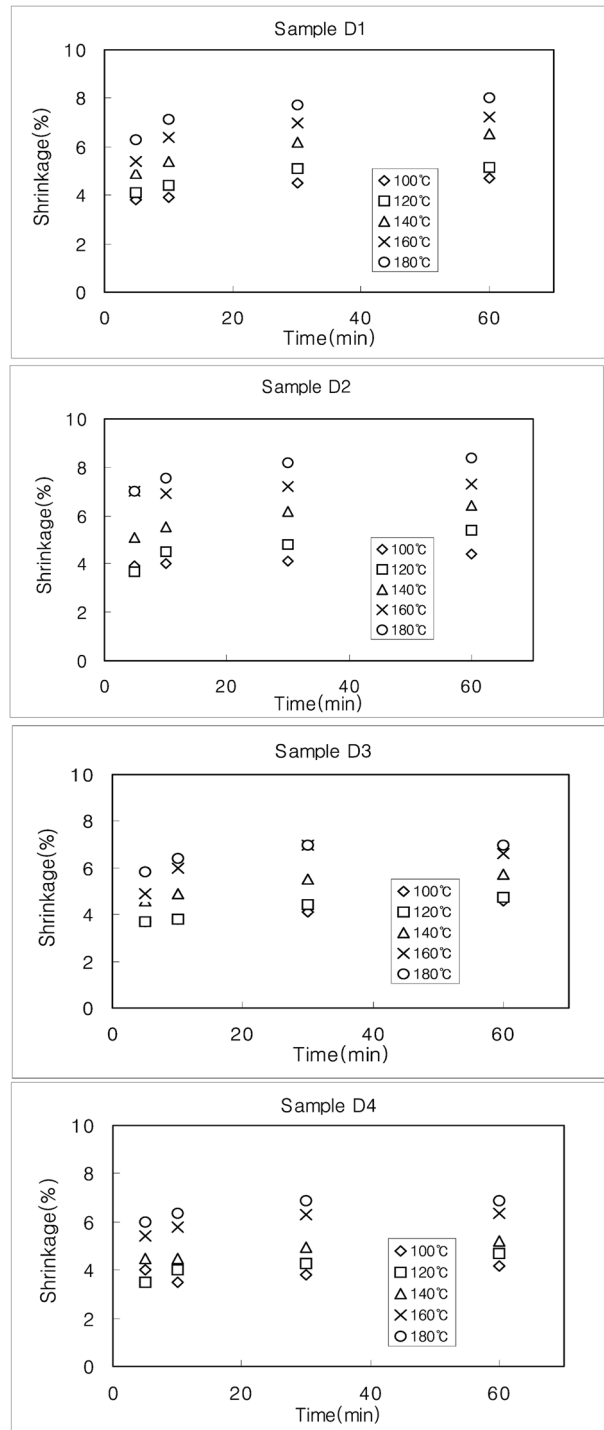 Sample D1
10
8
6
4
2
0
Shrinkage(%)
◇ 100℃
□ 120℃
△ 140℃
× 160℃
○ 180℃
0 20 40 60
Time(min)
Sample D2
10
8
6
4
2
0
Shrinkage(%)
◇ 100℃
□ 120℃
△ 140℃
× 160℃
○ 180℃
0 20 40 60
Time(min)
Sample D3
10
8
6
4
2
0
Shrinkage(%)
◇ 100℃
□ 120℃
△ 140℃
× 160℃
○ 180℃
0 20 40 60
Time(min)
Sample D4
10
8
6
4
2
0
Shrinkage(%)
◇ 100℃
□ 120℃
△ 140℃
× 160℃
○ 180℃
0 20 40 60
Time(min)